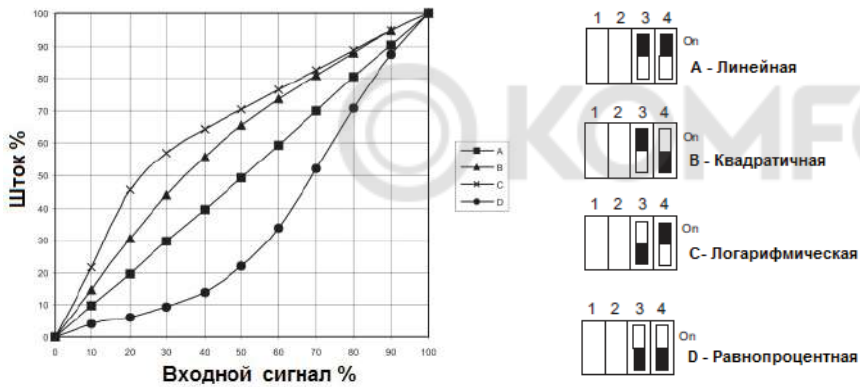 Шток %
100
90
80
70
60
50
40
30
20
10
0
0 10 20 30 40 50 60 70 80 90 100
Входной сигнал %
A
B
C
D
1 2 3 4
On
A - Линейная
1 2 3 4
On
B - Квадратичная
1 2 3 4
On
C- Логарифмическая
1 2 3 4
On
D - Равнопроцентная
KOMF